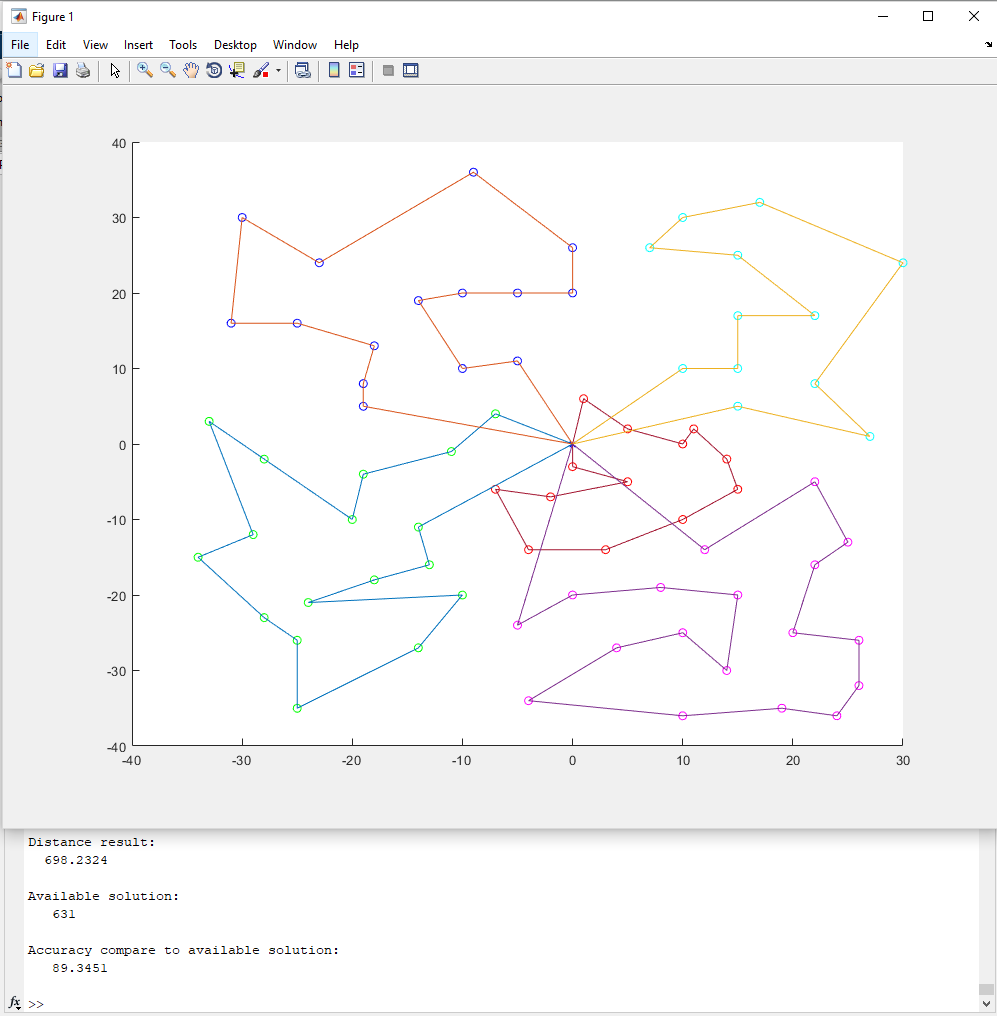 Figure 1
File Edit View Insert Tools Desktop Window Help
40
30
20
10
0
-10
-20
-30
-40
-40 -30 -20 -10 0 10 20 30
Distance result:
698.2324
Available solution:
631
Accuracy compare to available solution:
89.3451
fx >>